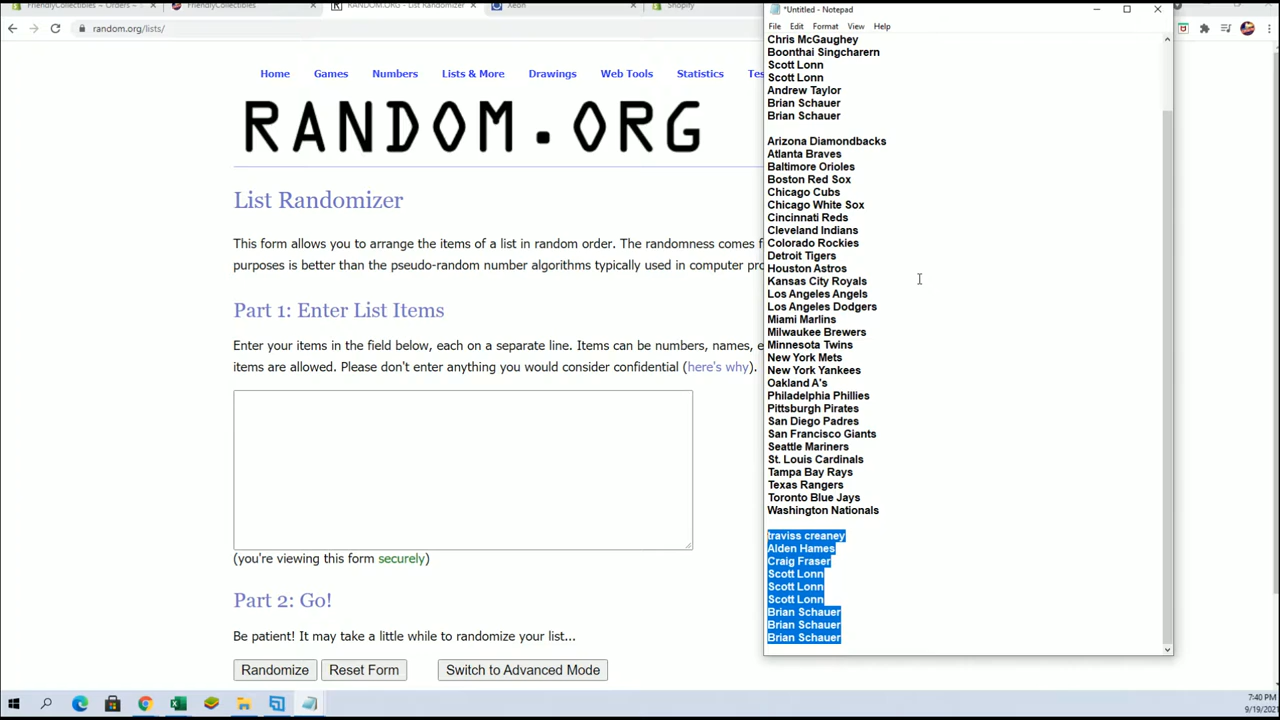 FriendlyCollectibles ~ Orders ~
FriendlyCollectibles
RANDOM.ORG - List Randomizer
Xeon
Shopify
random.org/lists/
Home
Games
Numbers
Lists & More
Drawings
Web Tools
Statistics
RANDOM.ORG
List Randomizer
This form allows you to arrange the items of a list in random order. The randomness comes
purposes is better than the pseudo-random number algorithms typically used in computer
Part 1: Enter List Items
Enter your items in the field below, each on a separate line. Items can be numbers, names,
items are allowed. Please don't enter anything you would consider confidential (here's why).
(you're viewing this form securely)
Part 2: Go!
Be patient! It may take a little while to randomize your list...
Randomize
Reset Form
Switch to Advanced Mode
*Untitled - Notepad
File
Edit
Format
View
Help
Chris McGaughey
Boonthai Singcharern
Scott Lonn
Scott Lonn
Andrew Taylor
Brian Schauer
Brian Schauer
Arizona Diamondbacks
Atlanta Braves
Baltimore Orioles
Boston Red Sox
Chicago Cubs
Chicago White Sox
Cincinnati Reds
Cleveland Indians
Colorado Rockies
Detroit Tigers
Houston Astros
Kansas City Royals
Los Angeles Angels
Los Angeles Dodgers
Miami Marlins
Milwaukee Brewers
Minnesota Twins
New York Mets
New York Yankees
Oakland A's
Philadelphia Phillies
Pittsburgh Pirates
San Diego Padres
San Francisco Giants
Seattle Mariners
St. Louis Cardinals
Tampa Bay Rays
Texas Rangers
Toronto Blue Jays
Washington Nationals
traviss creaney
Alden Hames
Craig Fraser
Scott Lonn
Scott Lonn
Scott Lonn
Brian Schauer
Brian Schauer
Brian Schauer
7:40 PM